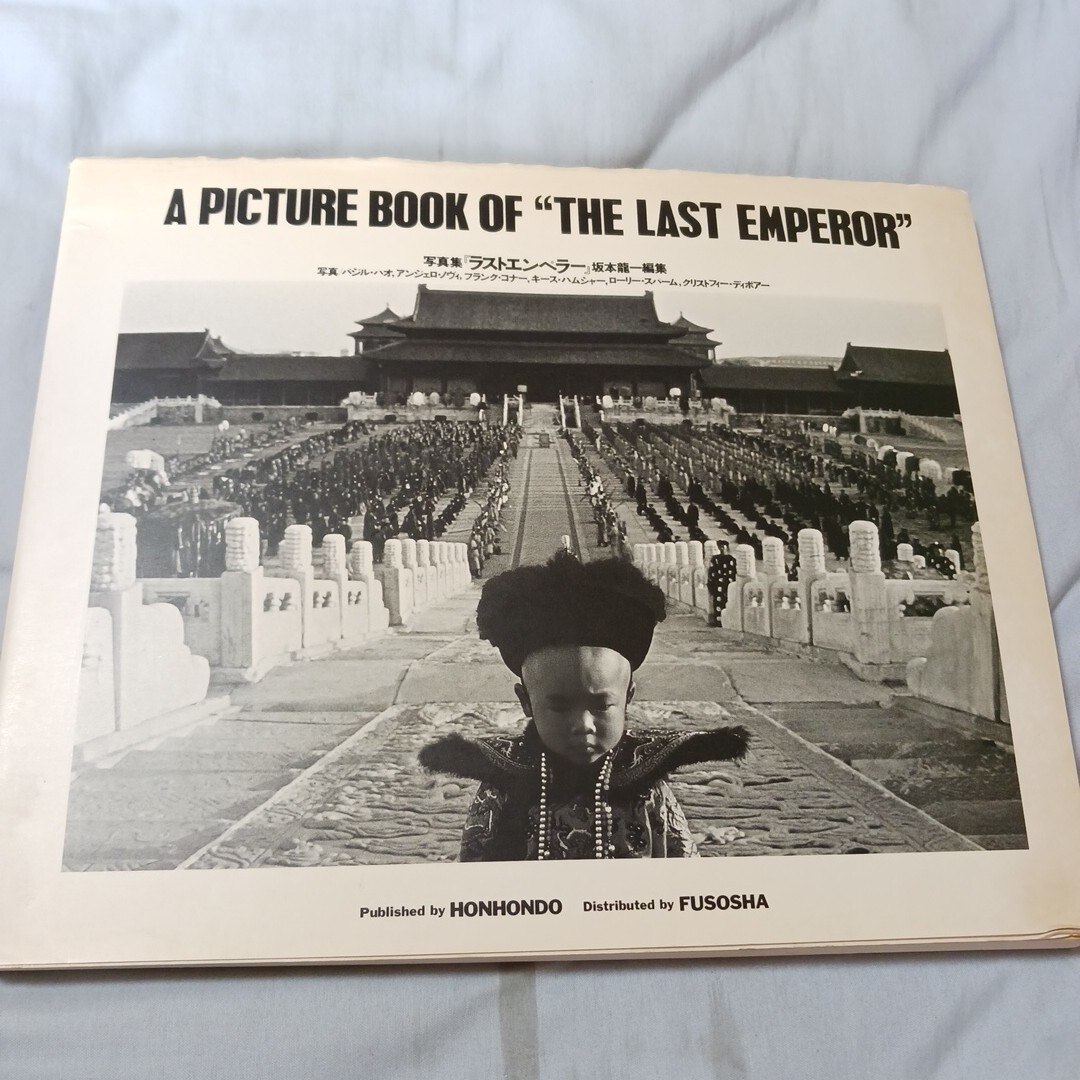 A PICTURE BOOK OF “THE LAST EMPEROR”
写真集『ラストエンペラー』坂本龍一編集
写真／バジル・パオ，アンジェロ・ノヴィ，フランク・コナー，キース・ハムシャー，ローリー・スパーム，クリストフィー・ディポアー
Published by HONHONDO Distributed by FUSOSHA